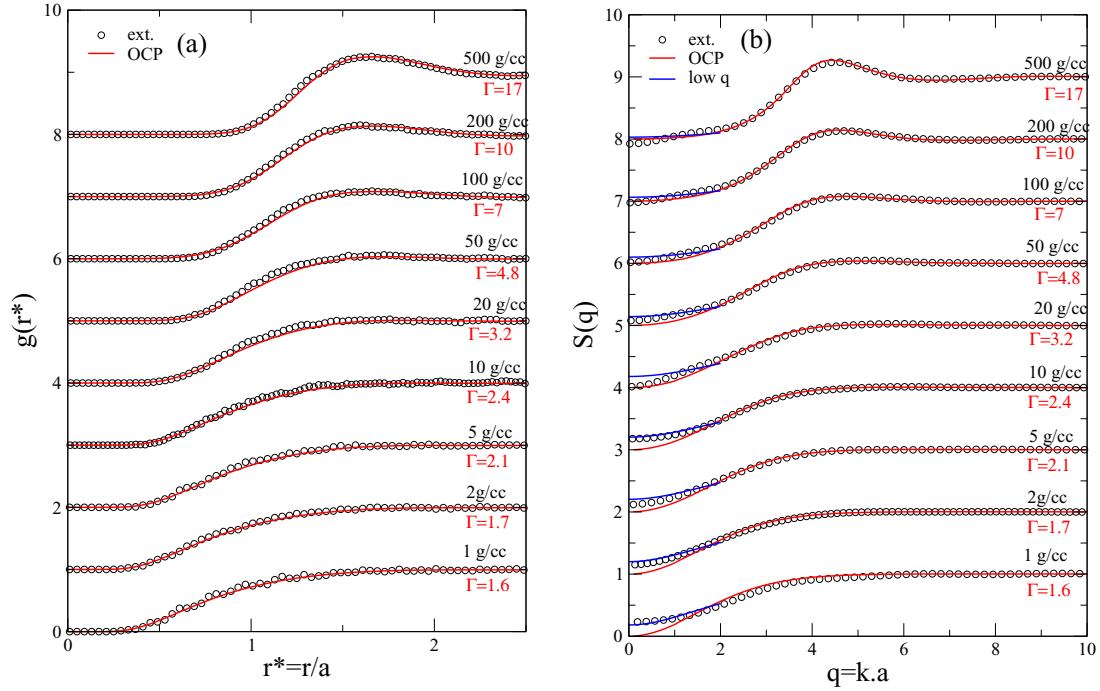 10
8
6
4
2
0
g(r*)
ext.
OCP
(a)
500 g/cc
Γ=17
200 g/cc
Γ=10
100 g/cc
Γ=7
50 g/cc
Γ=4.8
20 g/cc
Γ=3.2
10 g/cc
Γ=2.4
5 g/cc
Γ=2.1
2g/cc
Γ=1.7
1 g/cc
Γ=1.6
0 1 2
r*=r/a
10
9
8
7
6
5
4
3
2
1
0
S(q)
ext.
OCP
low q
(b)
500 g/cc
Γ=17
200 g/cc
Γ=10
100 g/cc
Γ=7
50 g/cc
Γ=4.8
20 g/cc
Γ=3.2
10 g/cc
Γ=2.4
5 g/cc
Γ=2.1
2g/cc
Γ=1.7
1 g/cc
Γ=1.6
0 2 4 6 8 10
q=k.a